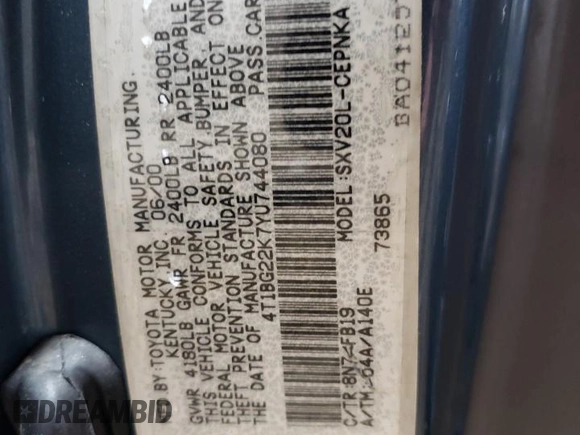 BY:TOYOTA MOTOR MANUFACTURING,
KENTUCKY, INC. 06/00
GVWR 4180LB GAWR FR 2400LB RR 2400LB
THIS VEHICLE CONFORMS TO ALL APPLICABLE
FEDERAL MOTOR VEHICLE SAFETY, BUMPER, AND
THEFT PREVENTION STANDARDS IN EFFECT ON
THE DATE OF MANUFACTURE SHOWN ABOVE.
4T1BG22K7YU744080 PASS CAR
C/TR:8N7/FB19 MODEL:SXV20L-CEPNKA
A/TM:-04A/A140E 73865
BA04125
BIDCARS